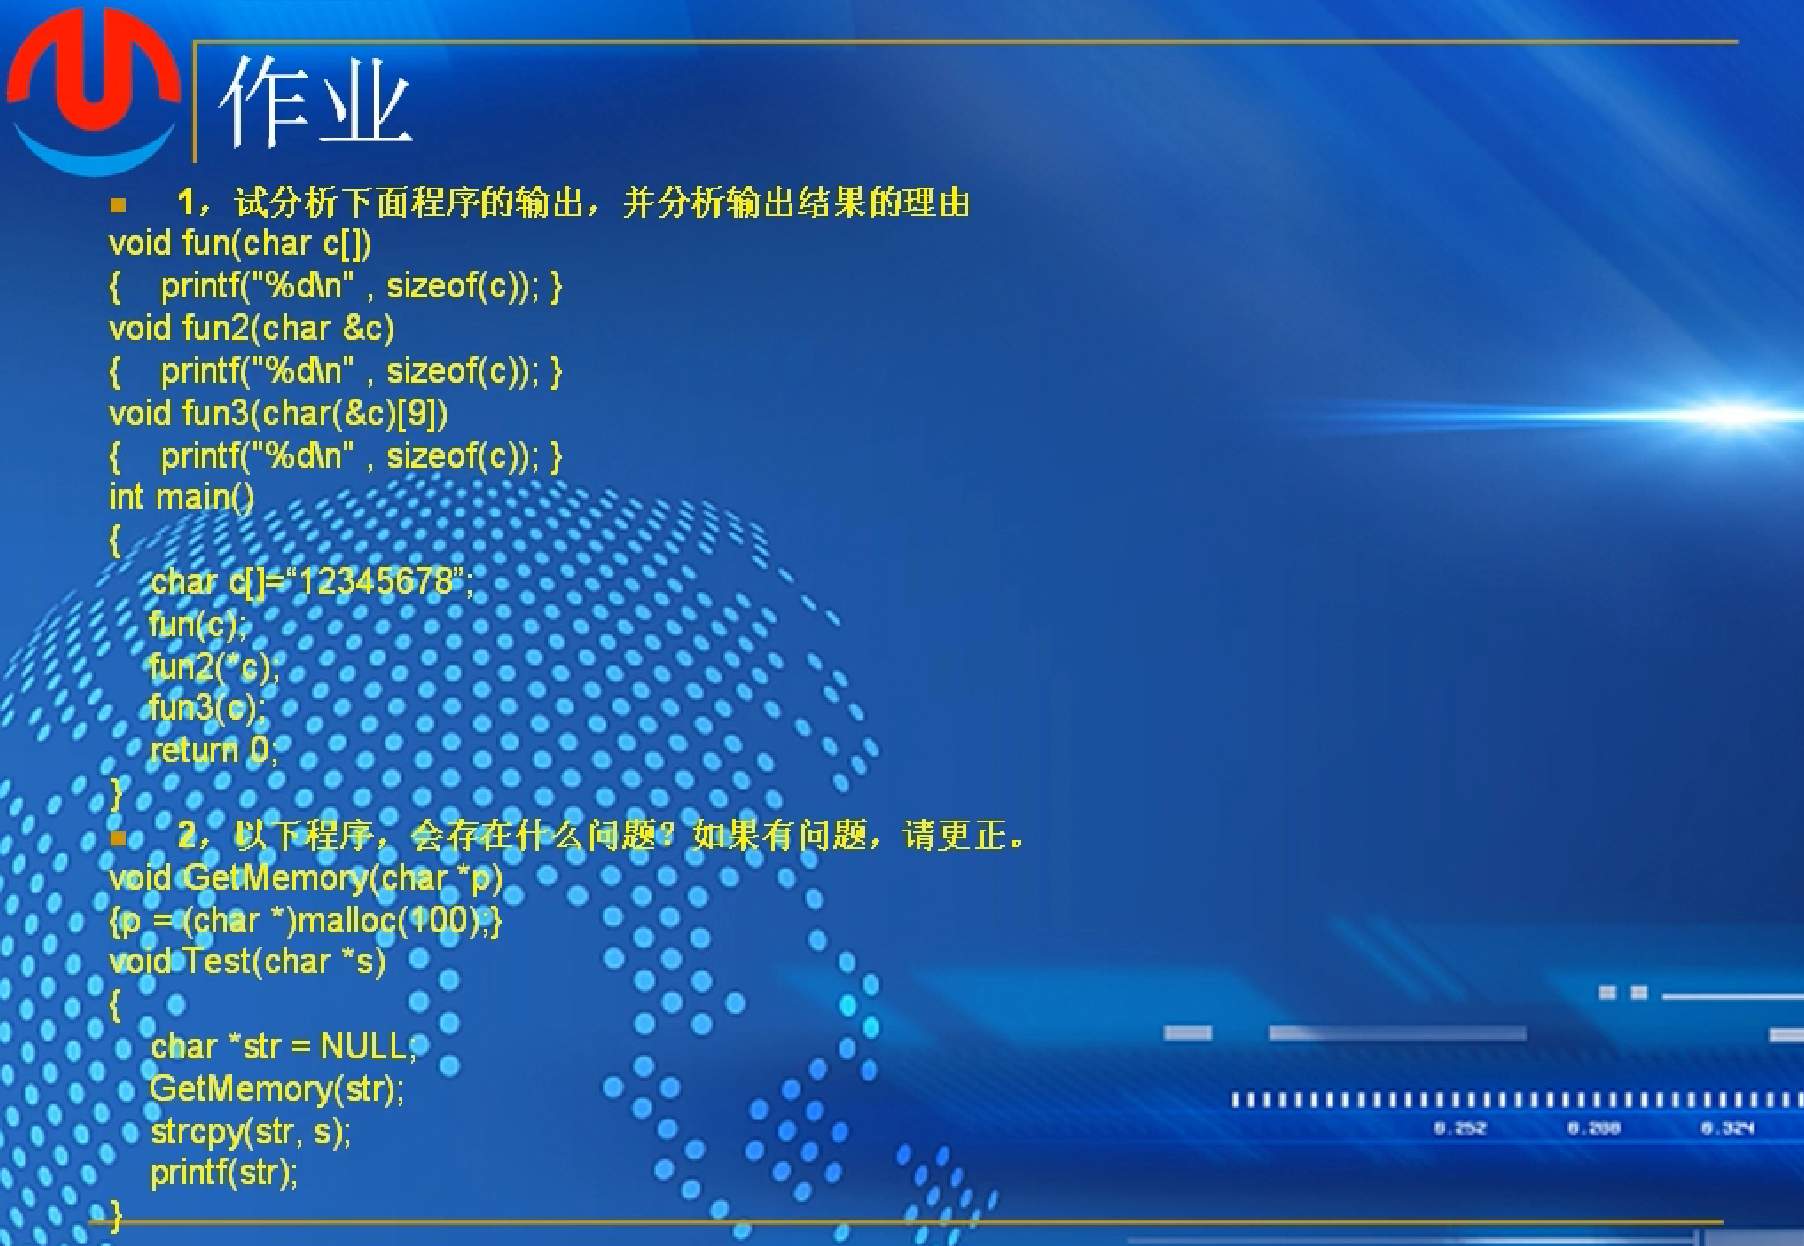 作业
1，试分析下面程序的输出，并分析输出结果的理由
void fun(char c[])
{    printf("%d\n" , sizeof(c)); }
void fun2(char &c)
{    printf("%d\n" , sizeof(c)); }
void fun3(char(&c)[9])
{    printf("%d\n" , sizeof(c)); }
int main()
{
char c[]=“12345678”;
fun(c);
fun2(*c);
fun3(c);
return 0;
}
2，以下程序，会存在什么问题？如果有问题，请更正。
void GetMemory(char *p)
{p = (char *)malloc(100);}
void Test(char *s)
{
char *str = NULL;
GetMemory(str);
strcpy(str, s);
printf(str);
}
0.252 0.288 0.324